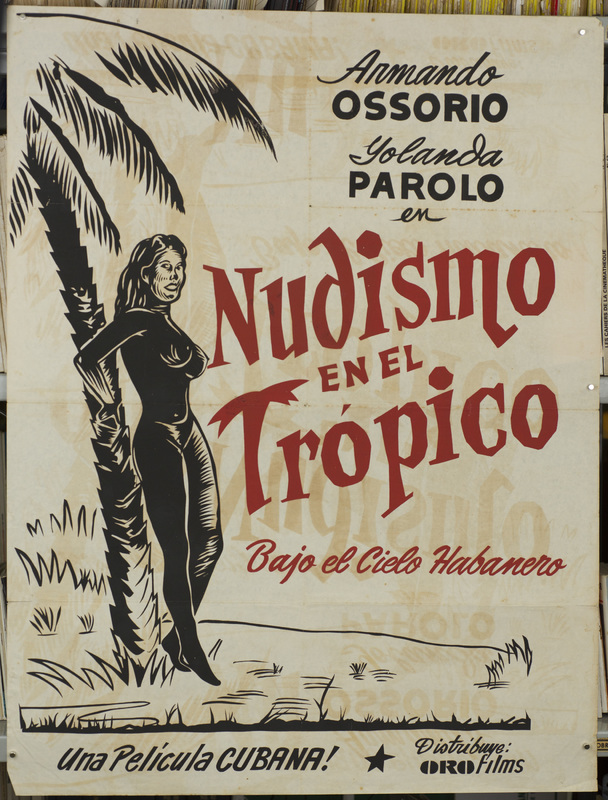 Armando
OSSORIO
Yolanda
PAROLO
en
Nudismo
EN EL
Trópico
Bajo el Cielo Habanero
Una Película CUBANA!
Distribuye:
ORO films